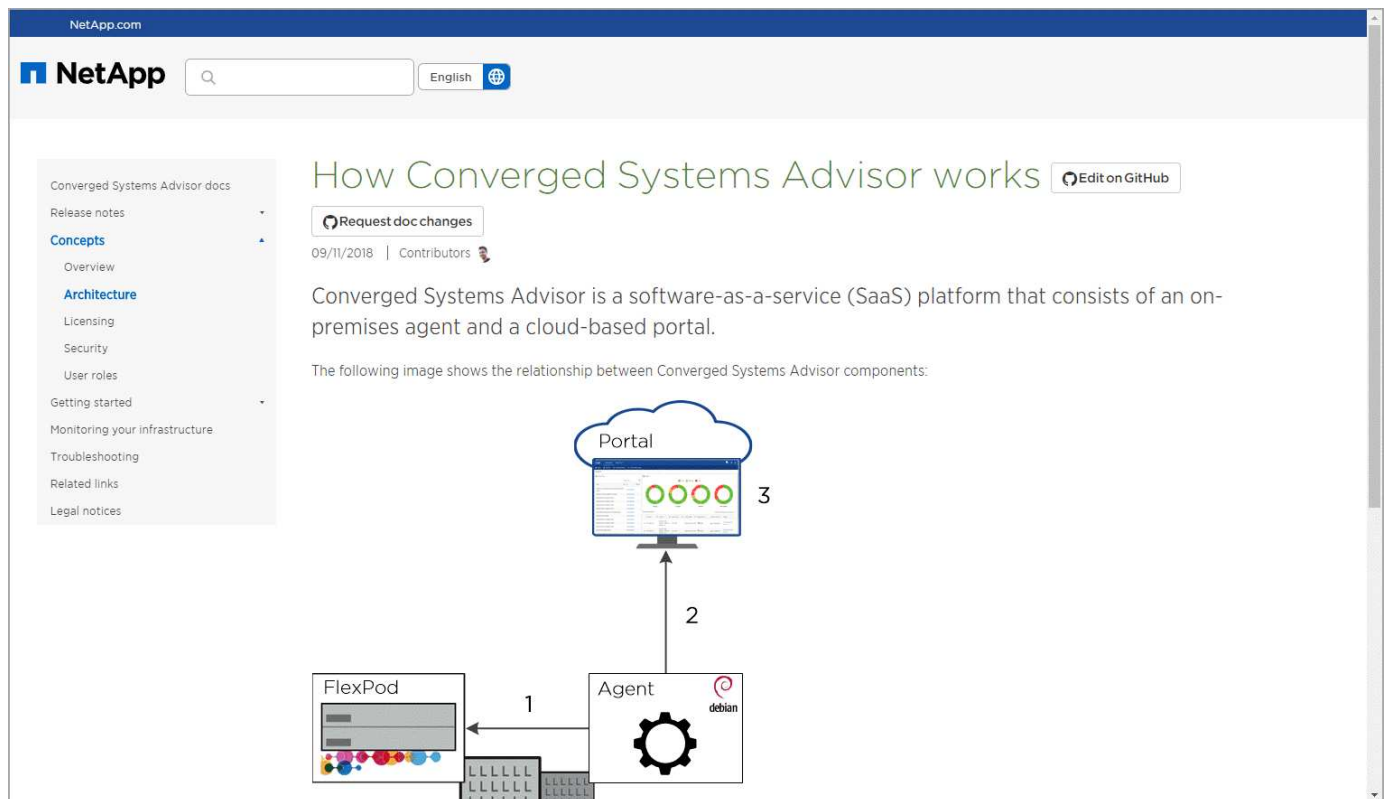 NetApp.com
NetApp
English
Converged Systems Advisor docs
Release notes
Concepts
Overview
Architecture
Licensing
Security
User roles
Getting started
Monitoring your infrastructure
Troubleshooting
Related links
Legal notices
How Converged Systems Advisor works
Edit on GitHub
Request doc changes
09/11/2018 | Contributors
Converged Systems Advisor is a software-as-a-service (SaaS) platform that consists of an on-
premises agent and a cloud-based portal.
The following image shows the relationship between Converged Systems Advisor components:
Portal
3
2
FlexPod
1
Agent
debian
LLLLLL
LLLLLL
LLLLLL